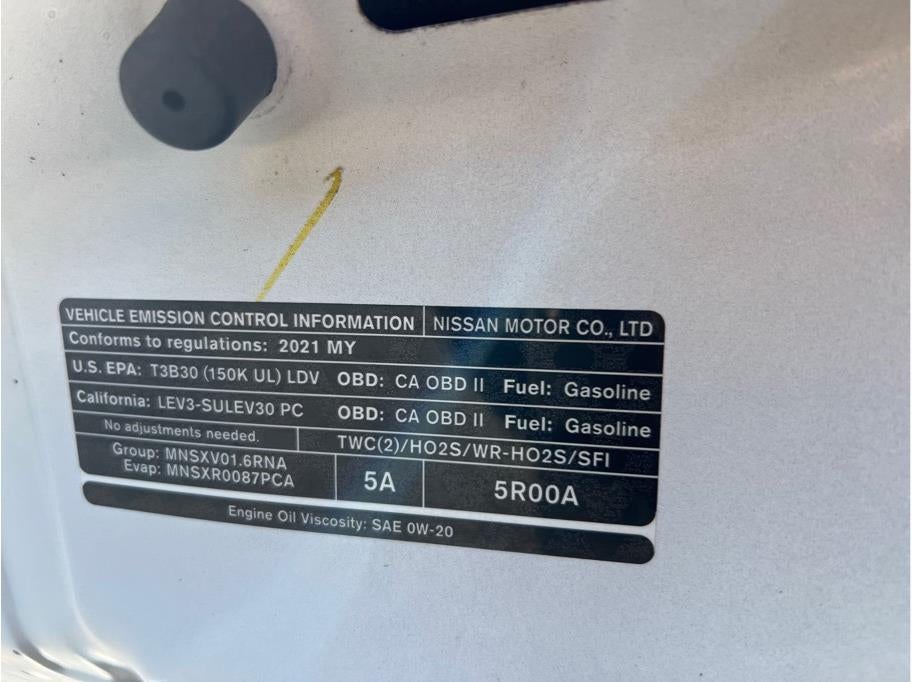 VEHICLE EMISSION CONTROL INFORMATION NISSAN MOTOR CO., LTD
Conforms to regulations: 2021 MY
U.S. EPA: T3B30 (150K UL) LDV OBD: CA OBD II Fuel: Gasoline
California: LEV3-SULEV30 PC OBD: CA OBD II Fuel: Gasoline
No adjustments needed. TWC(2)/HO2S/WR-HO2S/SFI
Group: MNSXV01.6RNA
Evap: MNSXR0087PCA
5A 5R00A
Engine Oil Viscosity: SAE 0W-20